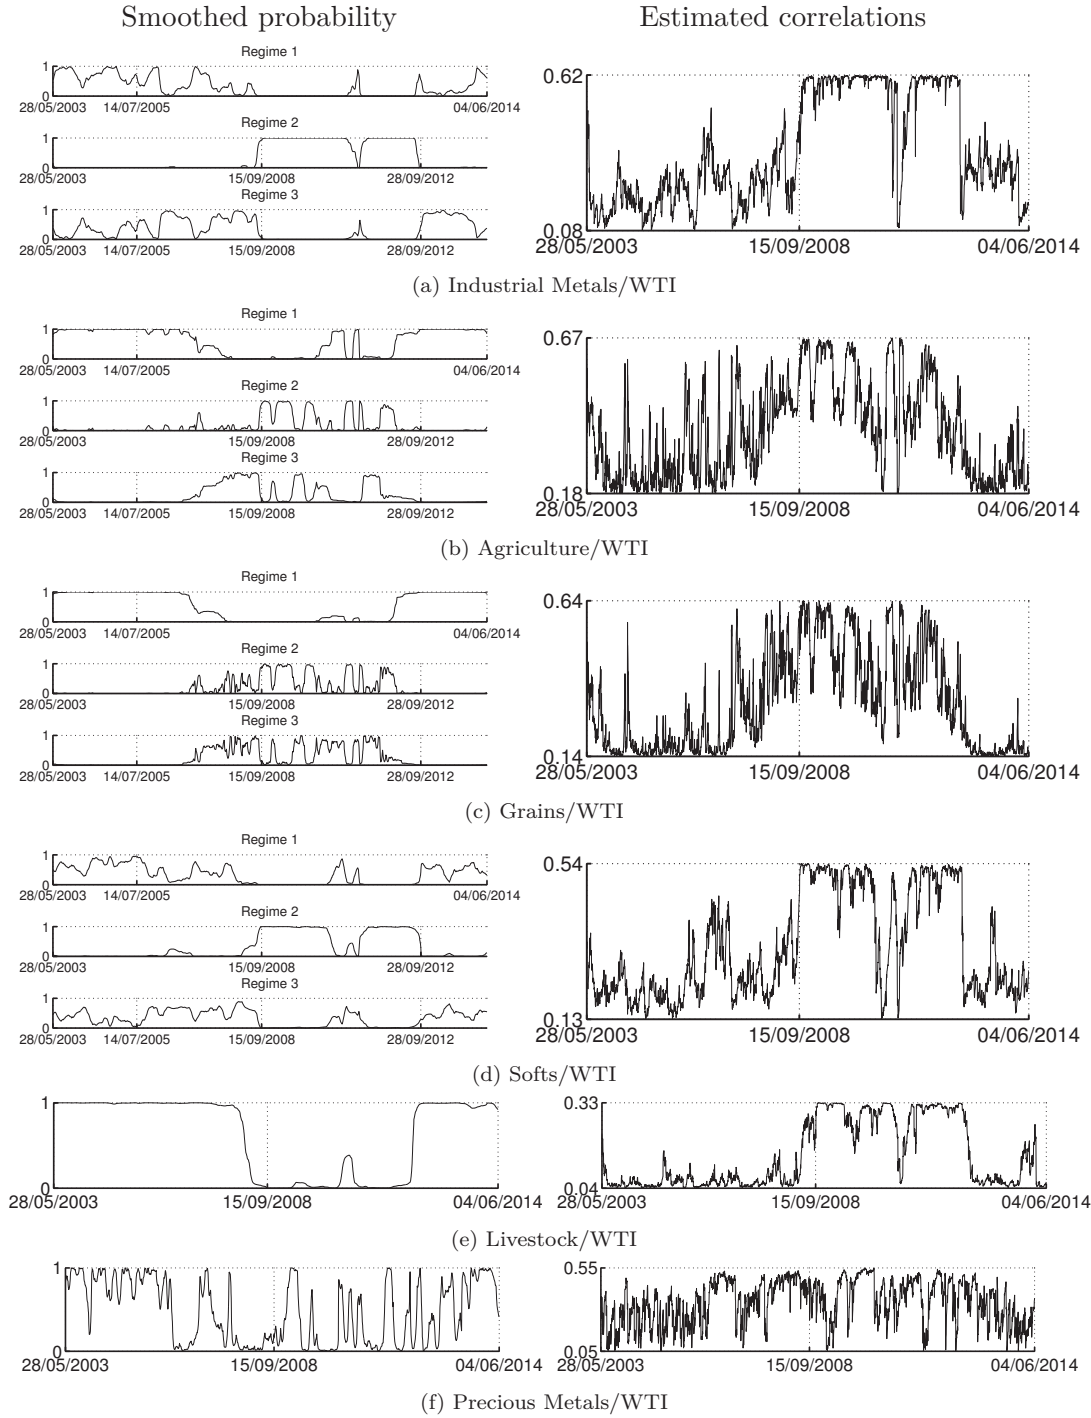 Smoothed probability
Estimated correlations
Regime 1
1
0
28/05/2003 14/07/2005 04/06/2014
Regime 2
1
0
28/05/2003 15/09/2008 28/09/2012
Regime 3
1
0
28/05/2003 14/07/2005 15/09/2008 28/09/2012
0.62
0.08
28/05/2003 15/09/2008 04/06/2014
(a) Industrial Metals/WTI
Regime 1
1
0
28/05/2003 14/07/2005 04/06/2014
Regime 2
1
0
28/05/2003 15/09/2008 28/09/2012
Regime 3
1
0
28/05/2003 14/07/2005 15/09/2008 28/09/2012
0.67
0.18
28/05/2003 15/09/2008 04/06/2014
(b) Agriculture/WTI
Regime 1
1
0
28/05/2003 14/07/2005 04/06/2014
Regime 2
1
0
28/05/2003 15/09/2008 28/09/2012
Regime 3
1
0
28/05/2003 14/07/2005 15/09/2008 28/09/2012
0.64
0.14
28/05/2003 15/09/2008 04/06/2014
(c) Grains/WTI
Regime 1
1
0
28/05/2003 14/07/2005 04/06/2014
Regime 2
1
0
28/05/2003 15/09/2008 28/09/2012
Regime 3
1
0
28/05/2003 14/07/2005 15/09/2008 28/09/2012
0.54
0.13
28/05/2003 15/09/2008 04/06/2014
(d) Softs/WTI
1
0
28/05/2003 15/09/2008 04/06/2014
0.33
0.04
28/05/2003 15/09/2008 04/06/2014
(e) Livestock/WTI
1
0
28/05/2003 15/09/2008 04/06/2014
0.55
0.05
28/05/2003 15/09/2008 04/06/2014
(f) Precious Metals/WTI